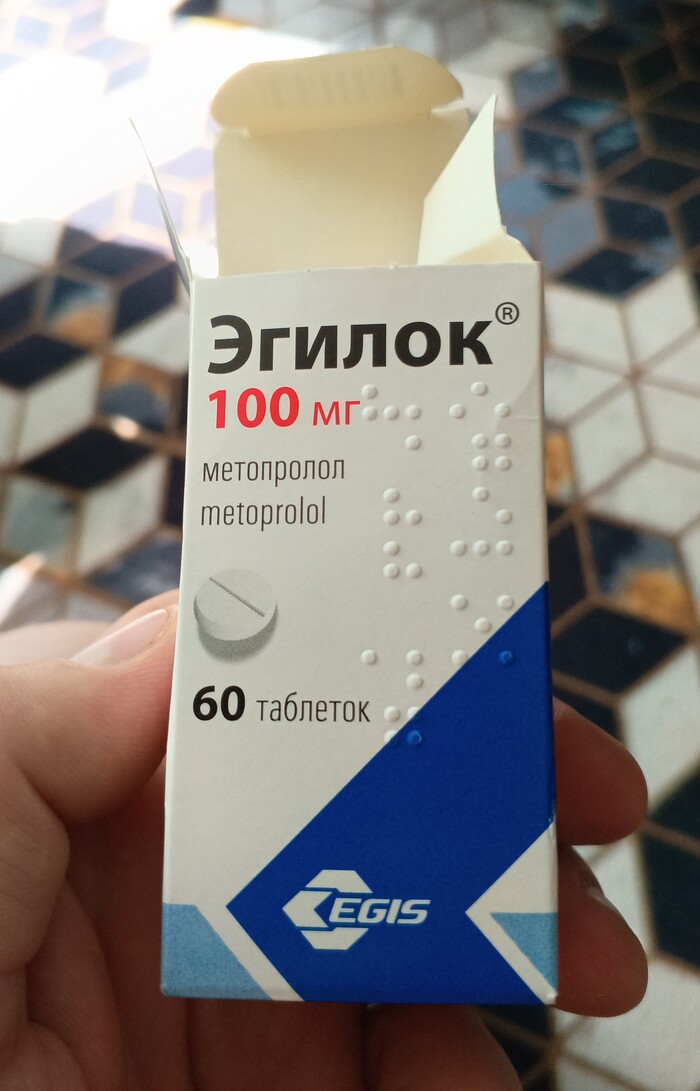 Эгилок®
100 мг
метопролол
metoprolol
60 таблеток
EGIS